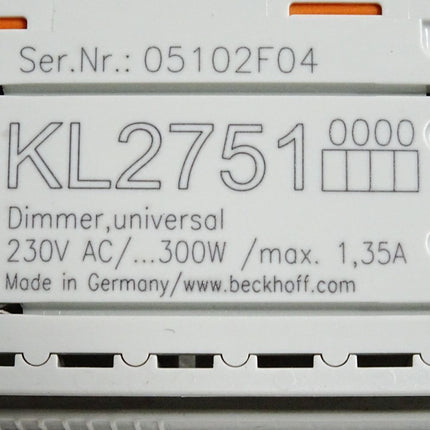 Ser.Nr.: 05102F04
KL2751 0000
Dimmer,universal
230V AC/...300W /max. 1,35A
Made in Germany/www.beckhoff.com